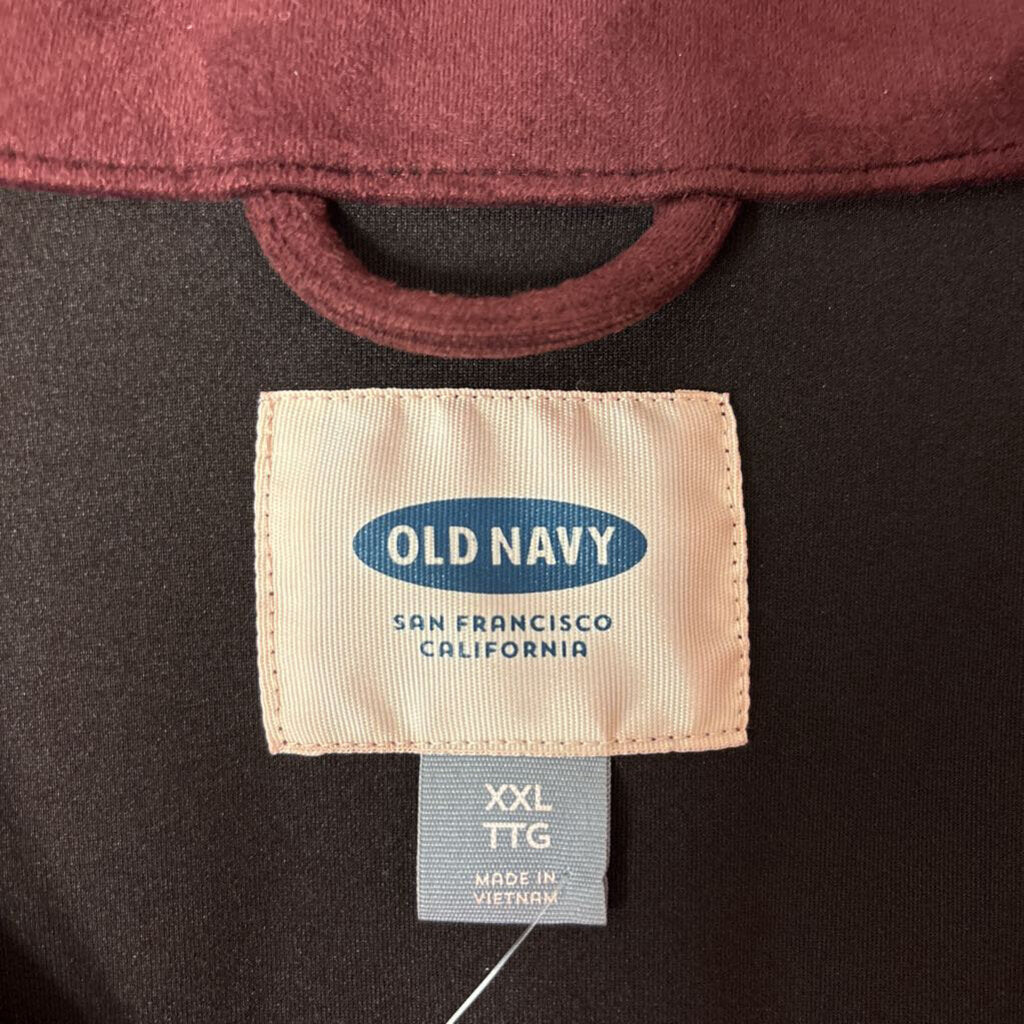 OLD NAVY
SAN FRANCISCO
CALIFORNIA
XXL
TTG
MADE IN
VIETNAM